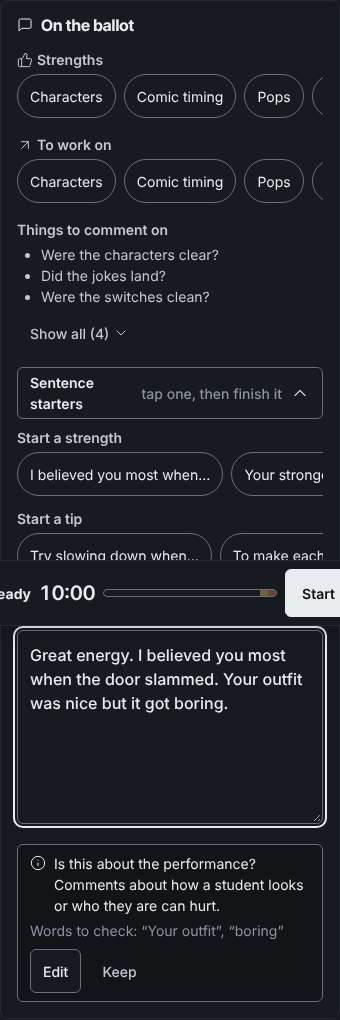 On the ballot
Strengths
Characters
Comic timing
Pops
To work on
Characters
Comic timing
Pops
Things to comment on
Were the characters clear?
Did the jokes land?
Were the switches clean?
Show all (4)
Sentence
starters
tap one, then finish it
Start a strength
I believed you most when...
Your
Start a tip
Try slowing down when...
To make each
10:00
Start
Great energy. I believed you most
when the door slammed. Your outfit
was nice but it got boring.
Is this about the performance?
Comments about how a student looks
or who they are can hurt.
Words to check: “Your outfit”, “boring”
Edit
Keep